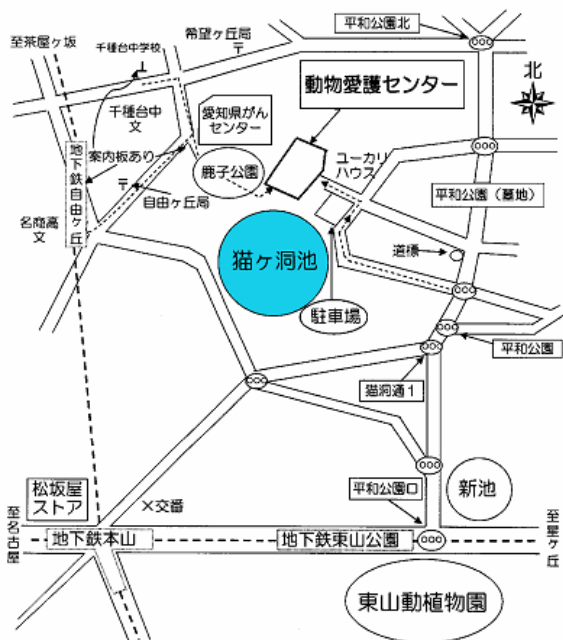 平和公園北
至茶屋ヶ坂
千種台中学校
希望ヶ丘局
〒
北
動物愛護センター
千種台中
文
愛知県がん
センター
案内板あり
鹿子公園
ユーカリ
ハウス
地下鉄自由ヶ丘
〒
自由ヶ丘局
平和公園（墓地）
名商高
文
猫ヶ洞池
道標
駐車場
平和公園
猫洞通1
松坂屋
ストア
×交番
平和公園口
新池
至名古屋
地下鉄本山
地下鉄東山公園
至星ヶ丘
東山動植物園